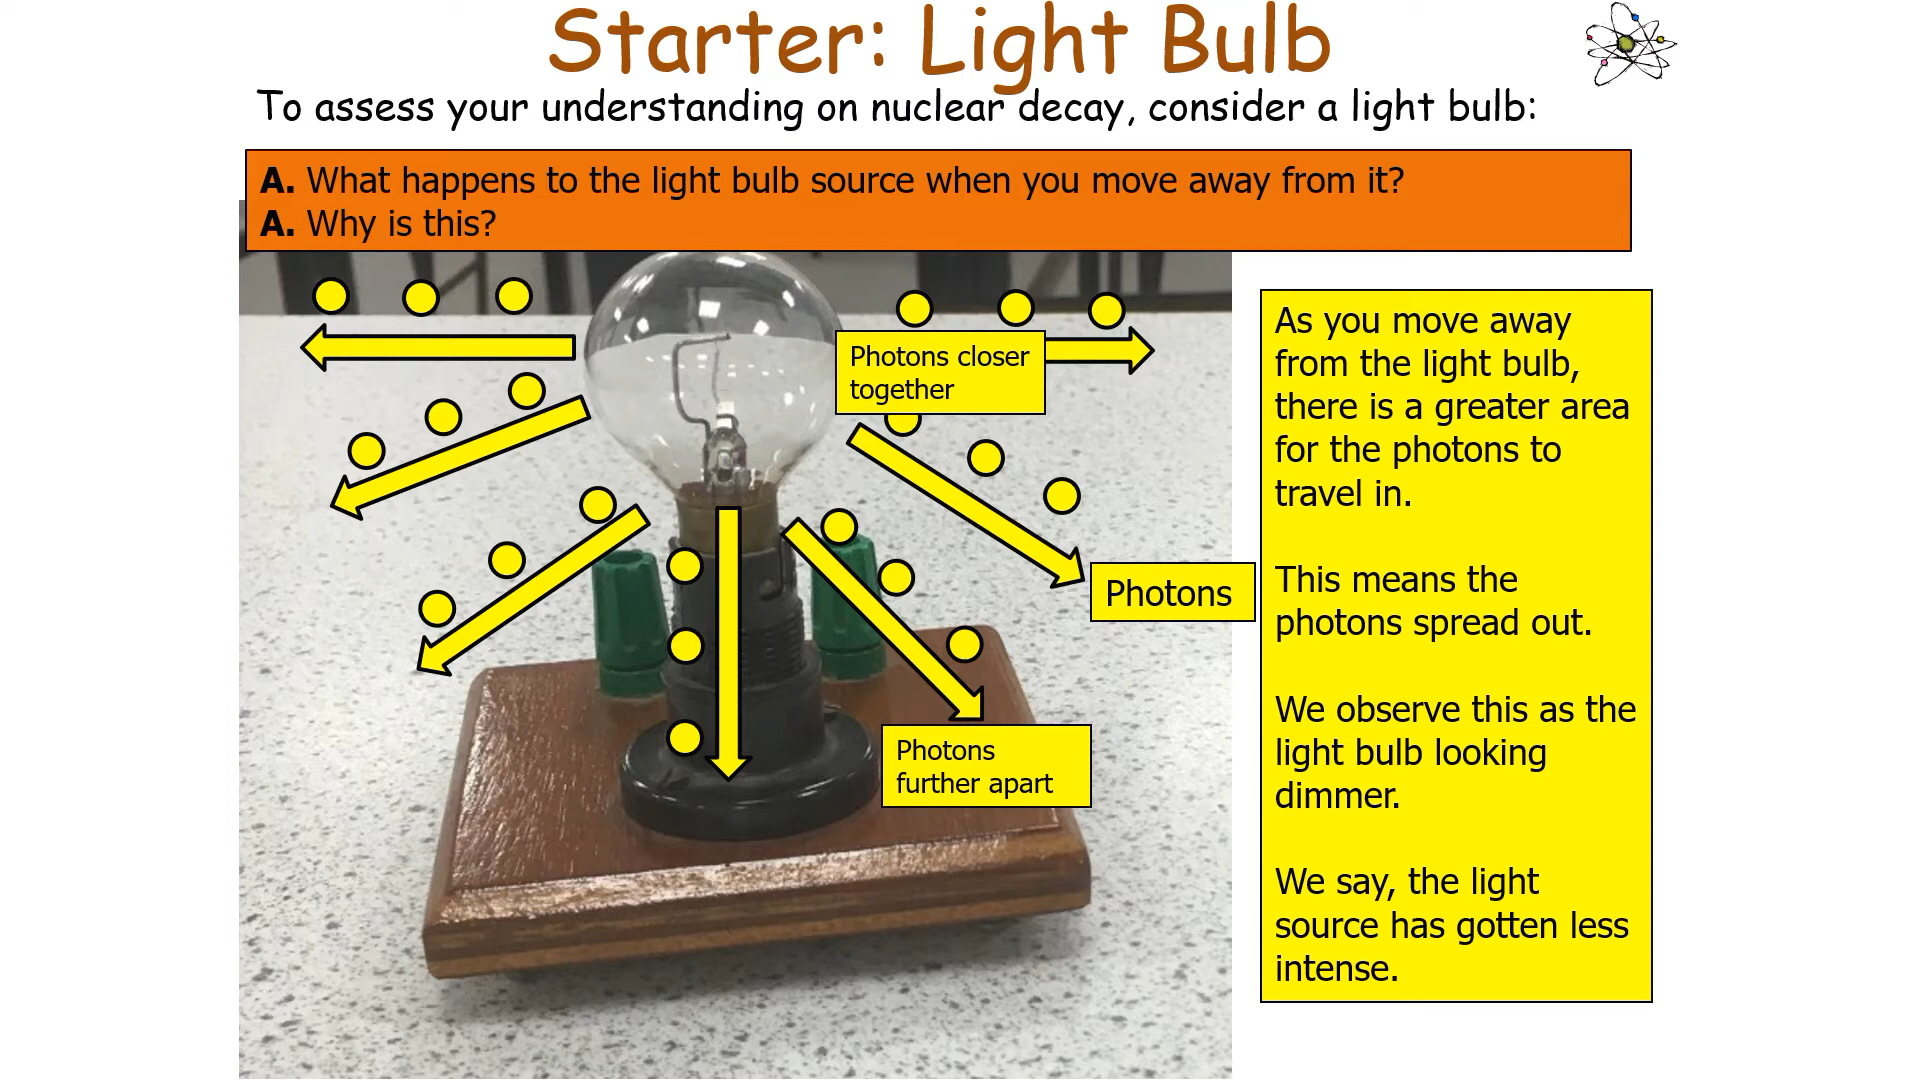 Starter: Light Bulb
To assess your understanding on nuclear decay, consider a light bulb:
A. What happens to the light bulb source when you move away from it?
A. Why is this?
Photons closer
together
Photons
Photons
further apart
As you move away
from the light bulb,
there is a greater area
for the photons to
travel in.
This means the
photons spread out.
We observe this as the
light bulb looking
dimmer.
We say, the light
source has gotten less
intense.